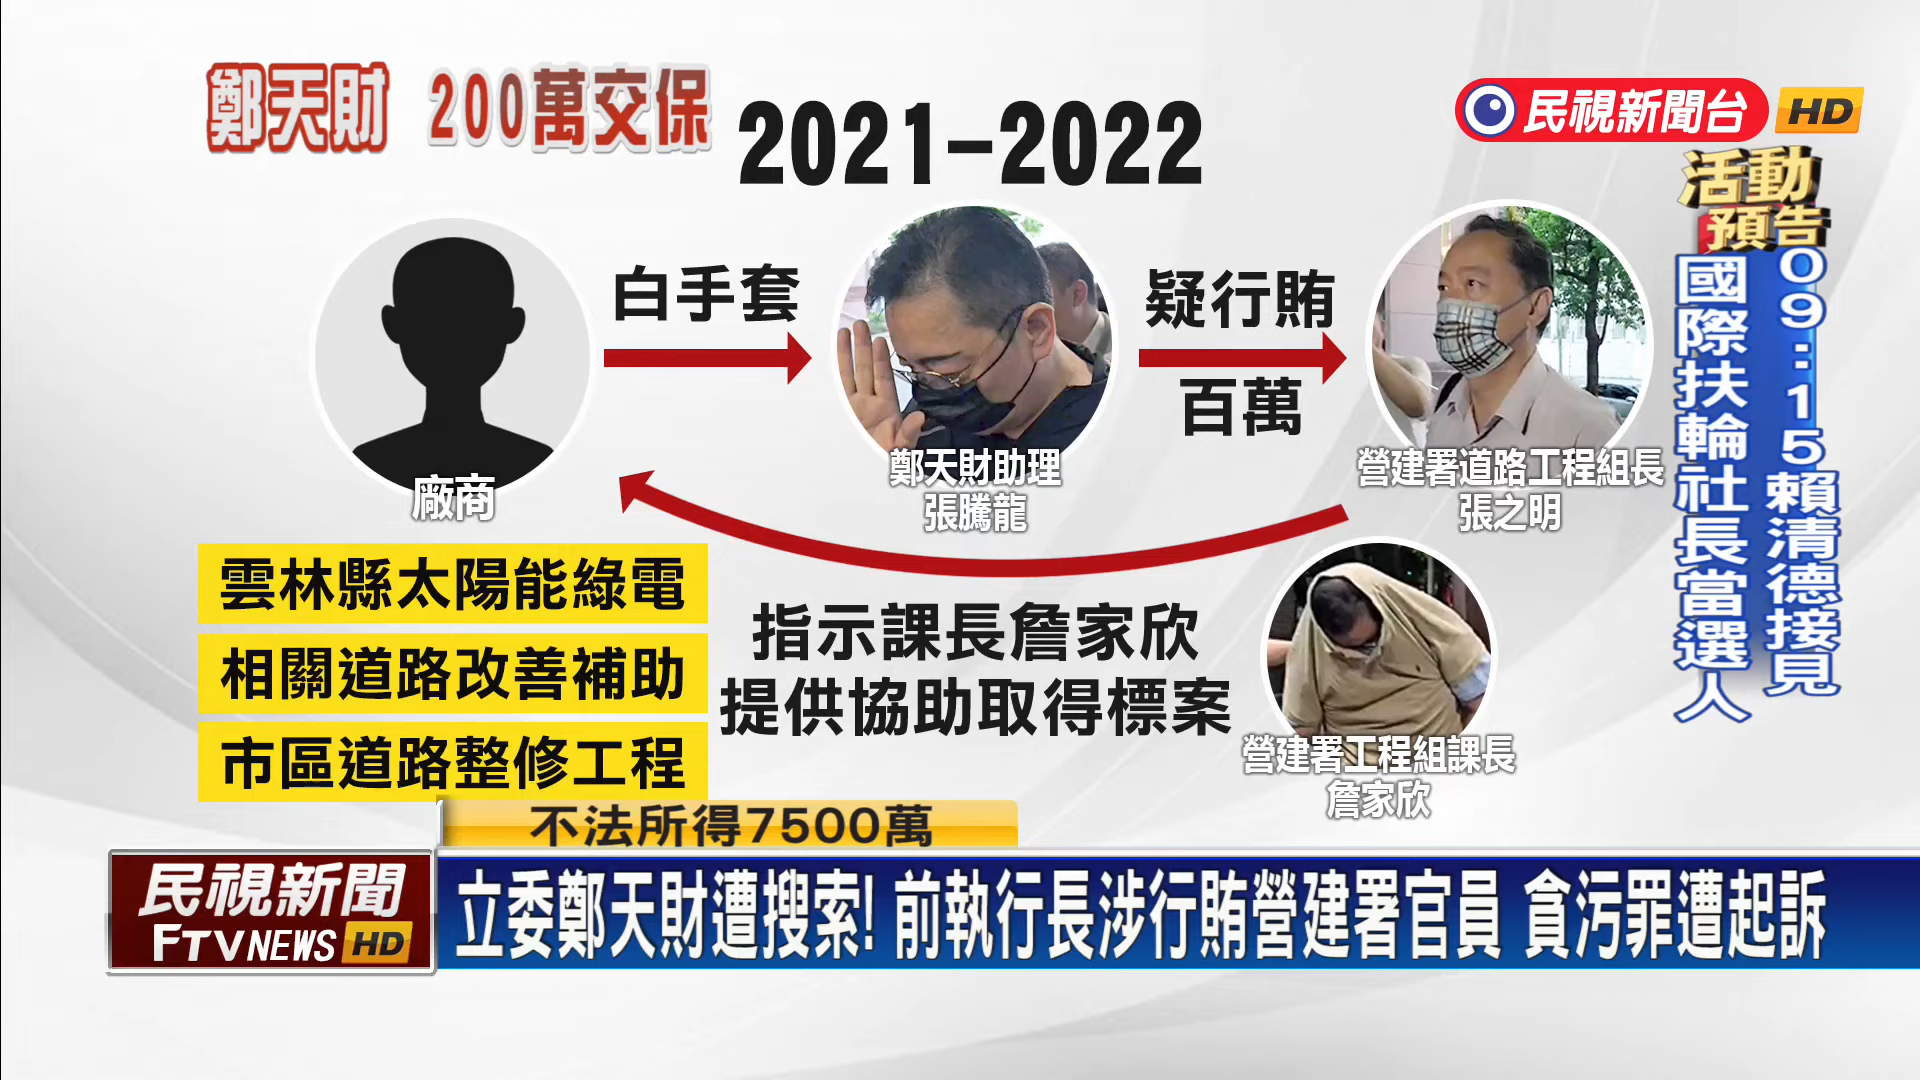 鄭天財 200萬交保
2021-2022
民視新聞台 HD
活動
預告
09:15賴清德接見
國際扶輪社長當選人
白手套
疑行賄
百萬
廠商
鄭天財助理
張騰龍
營建署道路工程組長
張之明
雲林縣太陽能綠電
相關道路改善補助
市區道路整修工程
指示課長詹家欣
提供協助取得標案
營建署工程組課長
詹家欣
不法所得7500萬
民視新聞
FTVNEWS HD
立委鄭天財遭搜索! 前執行長涉行賄營建署官員 貪污罪遭起訴